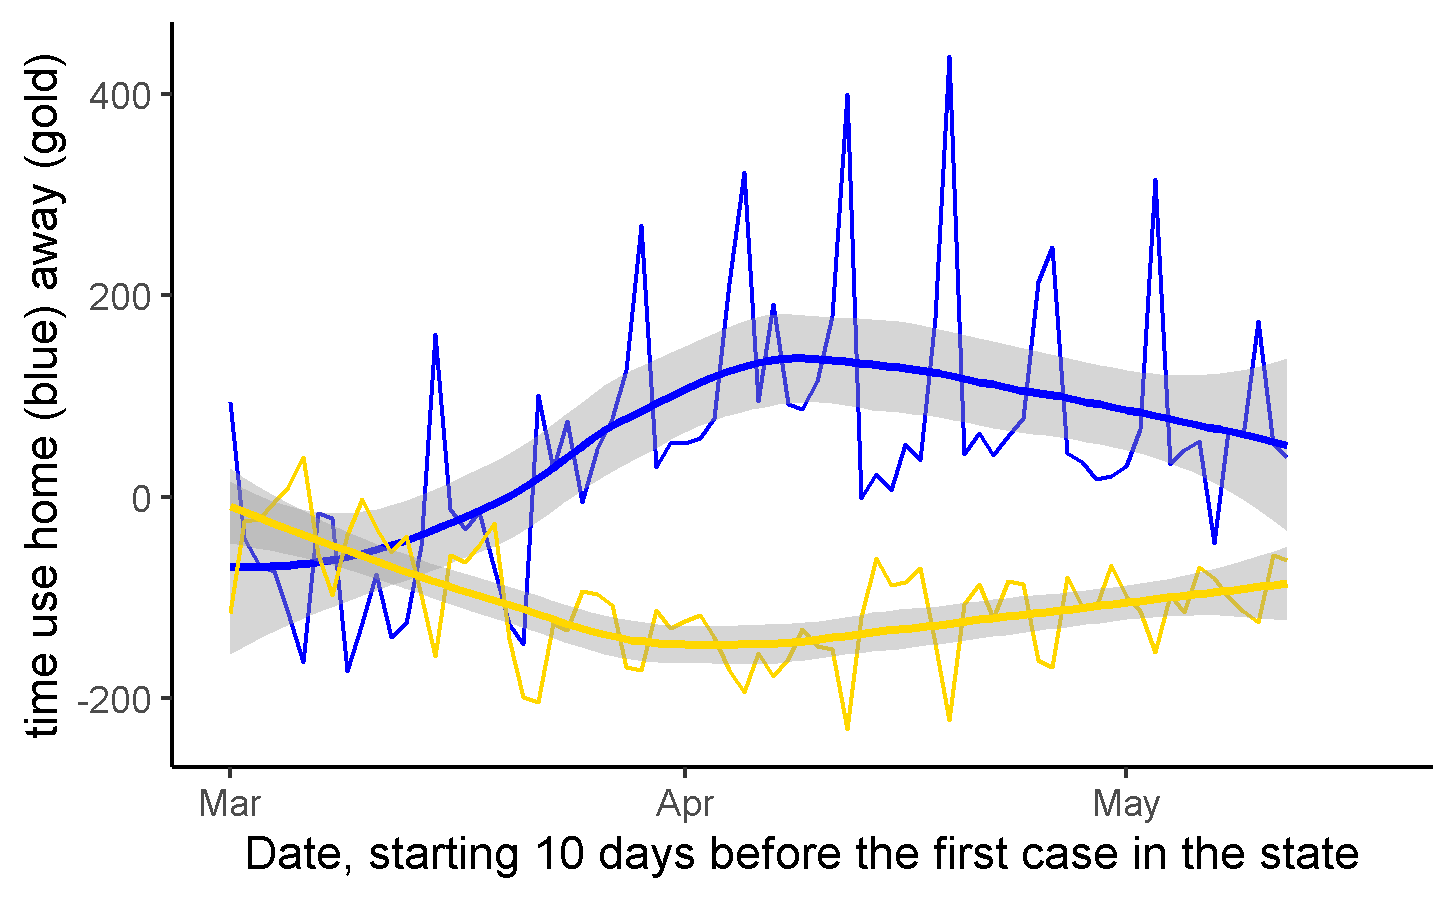 time use home (blue) away (gold)
400
200
0
-200
Mar
Apr
May
Date, starting 10 days before the first case in the state